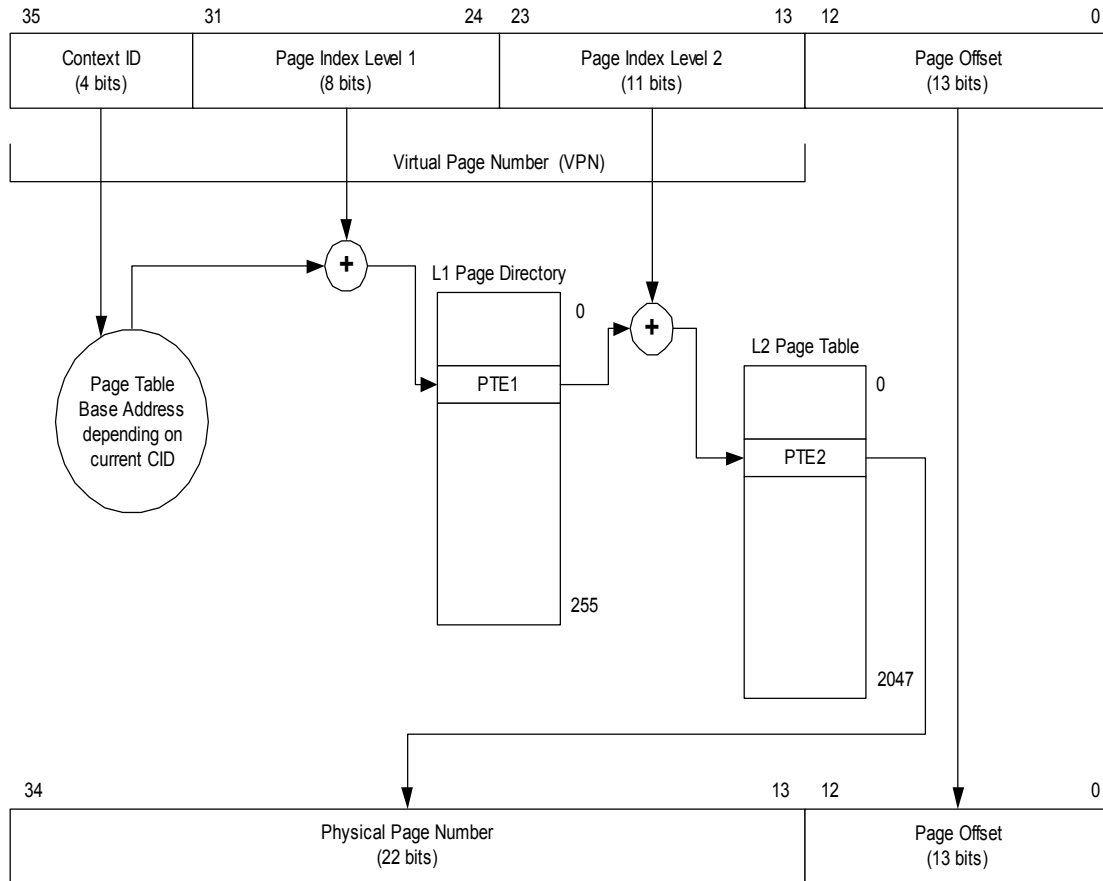 35 31 24 23 13 12 0
Context ID
(4 bits)
Page Index Level 1
(8 bits)
Page Index Level 2
(11 bits)
Page Offset
(13 bits)
Virtual Page Number (VPN)
+
L1 Page Directory
0
PTE1
255
+
L2 Page Table
0
PTE2
2047
Page Table
Base Address
depending on
current CID
34 13 12 0
Physical Page Number
(22 bits)
Page Offset
(13 bits)